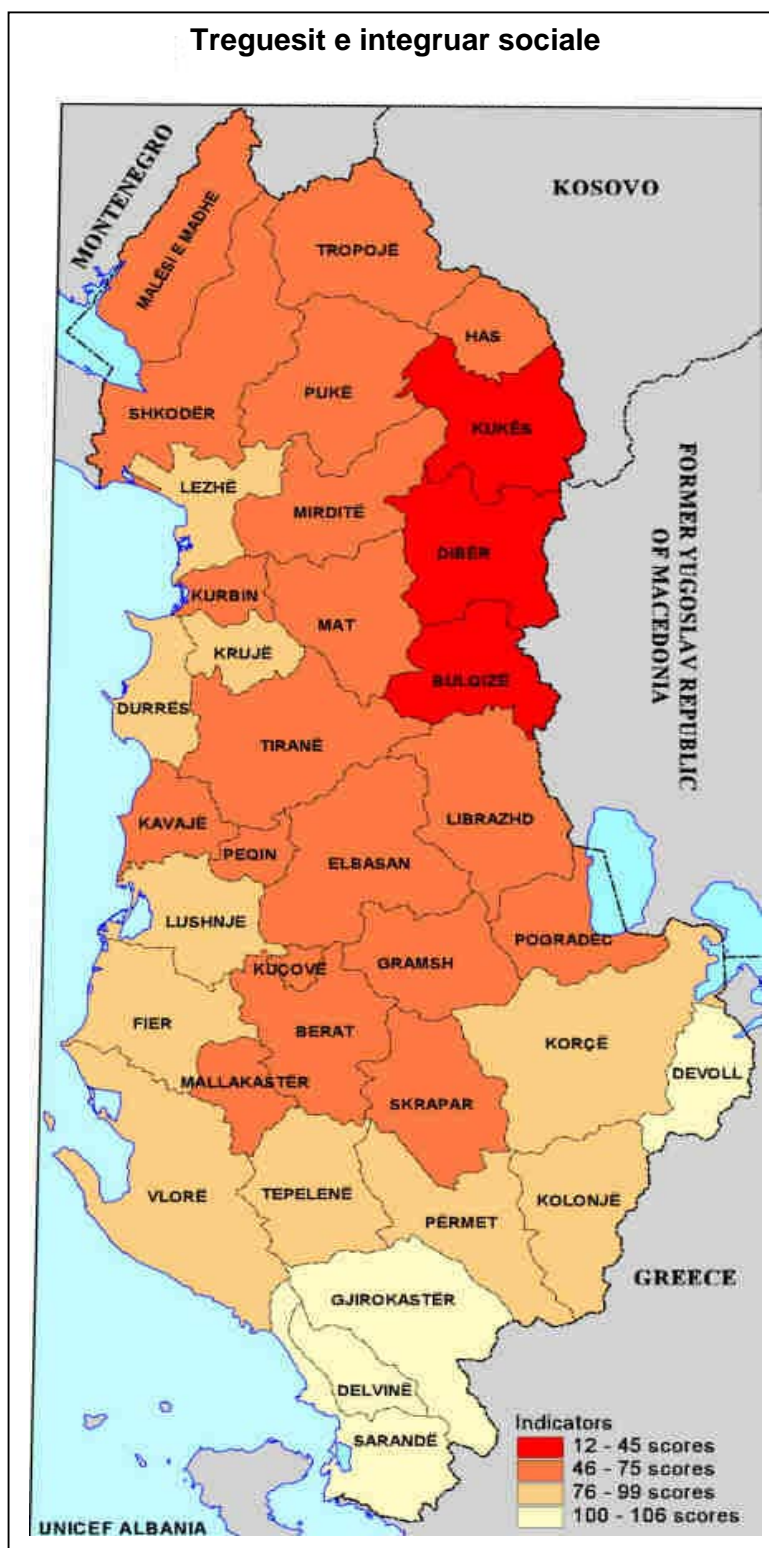 Treguesit e integruar sociale
MONTENEGRO
KOSOVO
MALËSI E MADHE
TROPOJË
HAS
PUKË
SHKODËR
KUKËS
FORMER YUGOSLAV REPUBLIC
OF MACEDONIA
LEZHË
MIRDITË
DIBËR
KURBIN
MAT
KRUJË
BULQIZË
DURRËS
TIRANË
KAVAJË
LIBRAZHD
PEQIN
ELBASAN
LUSHNJE
POGRADEC
KUÇOVË
GRAMSH
FIER
BERAT
KORÇË
DEVOLL
MALLAKASTËR
SKRAPAR
VLORË
TEPELENË
KOLONJË
PËRMET
GREECE
GJIROKASTËR
DELVINË
SARANDË
Indicators
12 - 45 scores
46 - 75 scores
76 - 99 scores
100 - 106 scores
UNICEF ALBANIA